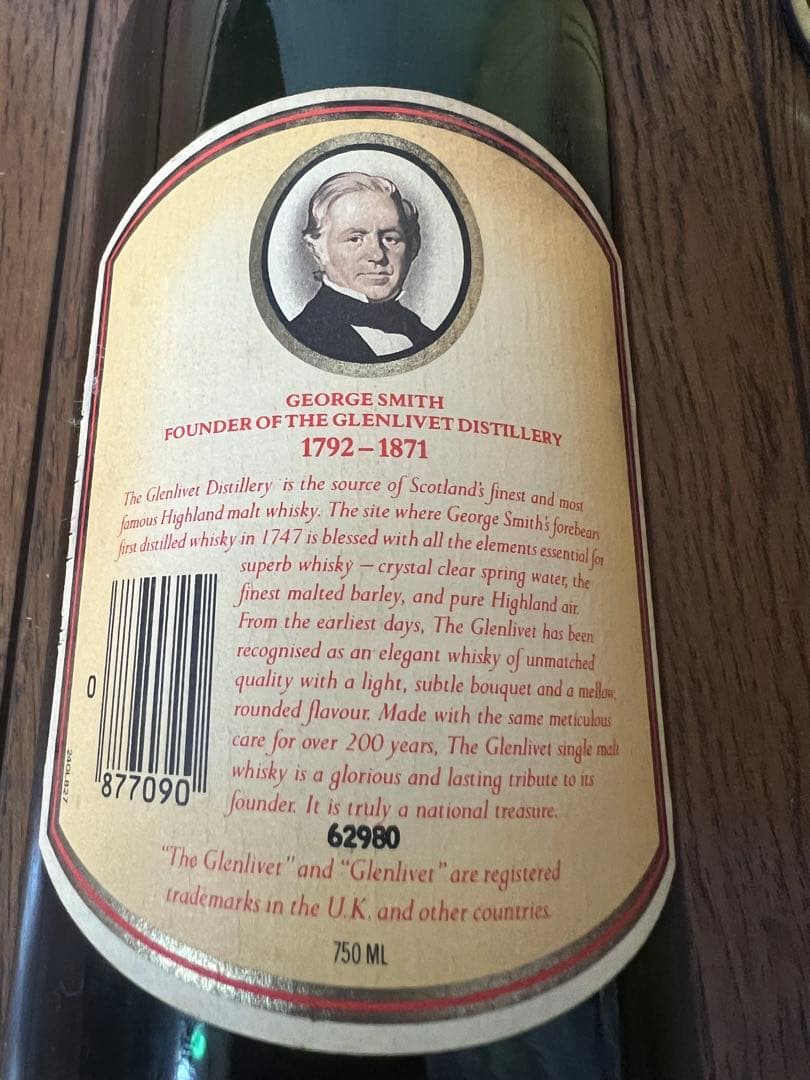 GEORGE SMITH
FOUNDER OF THE GLENLIVET DISTILLERY
1792 – 1871
The Glenlivet Distillery is the source of Scotland's finest and most
famous Highland malt whisky. The site where George Smith's forebears
first distilled whisky in 1747 is blessed with all the elements essential for
superb whisky — crystal clear spring water, the
finest malted barley, and pure Highland air.
From the earliest days, The Glenlivet has been
recognised as an elegant whisky of unmatched
quality with a light, subtle bouquet and a mellow,
rounded flavour. Made with the same meticulous
care for over 200 years, The Glenlivet single malt
whisky is a glorious and lasting tribute to its
founder. It is truly a national treasure.
0
877090
240LB27
62980
"The Glenlivet" and "Glenlivet" are registered
trademarks in the U.K. and other countries.
750 ML